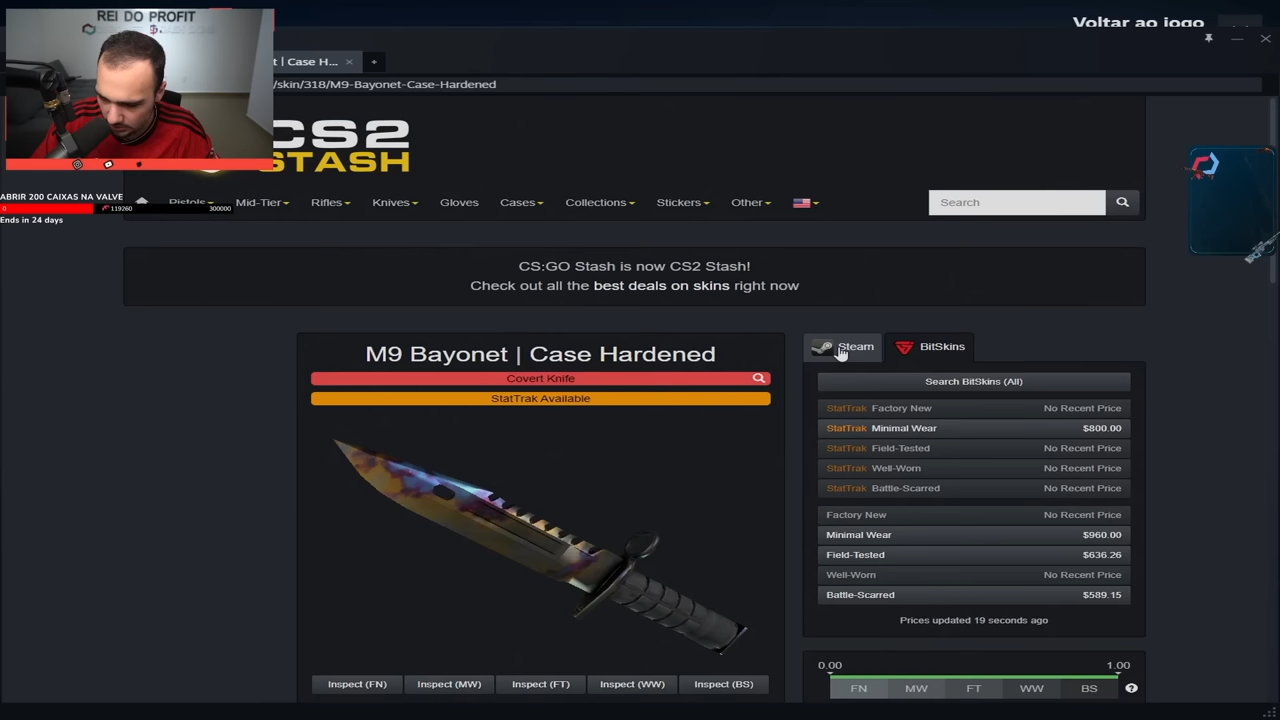 REI DO PROFIT
Voltar ao jogo
t | Case H...
/skin/318/M9-Bayonet-Case-Hardened
CS2
STASH
ABRIR 200 CAIXAS NA VALVE
0 119260 300000
Ends in 24 days
Pistols Mid-Tier Rifles Knives Gloves Cases Collections Stickers Other
Search
CS:GO Stash is now CS2 Stash!
Check out all the best deals on skins right now
M9 Bayonet | Case Hardened
Covert Knife
StatTrak Available
Inspect (FN) Inspect (MW) Inspect (FT) Inspect (WW) Inspect (BS)
Steam BitSkins
Search BitSkins (All)
StatTrak Factory New No Recent Price
StatTrak Minimal Wear $800.00
StatTrak Field-Tested No Recent Price
StatTrak Well-Worn No Recent Price
StatTrak Battle-Scarred No Recent Price
Factory New No Recent Price
Minimal Wear $960.00
Field-Tested $636.26
Well-Worn No Recent Price
Battle-Scarred $589.15
Prices updated 19 seconds ago
0.00 1.00
FN MW FT WW BS